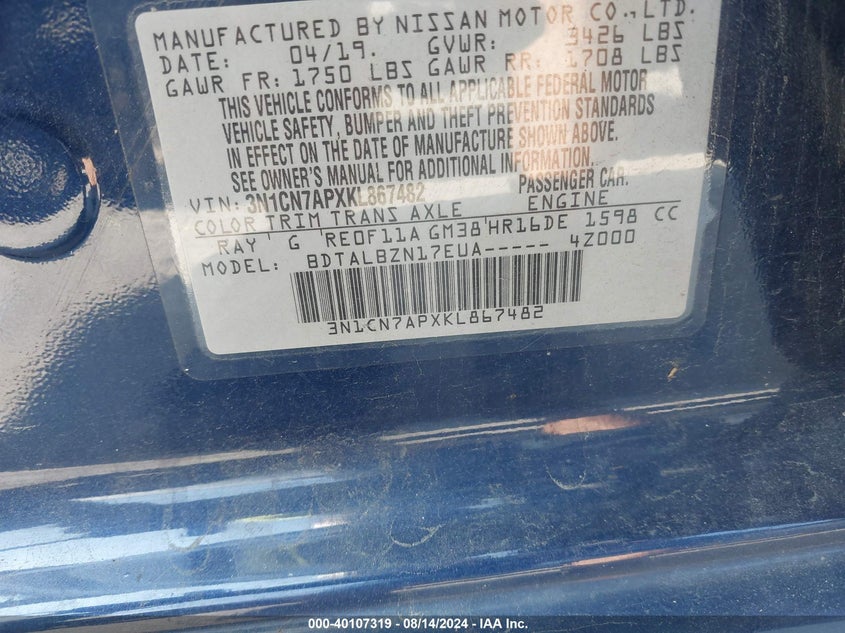 MANUFACTURED BY NISSAN MOTOR CO.,LTD.
DATE: 04/19. GVWR: 3426 LBS
GAWR FR: 1750 LBS GAWR RR: 1708 LBS
THIS VEHICLE CONFORMS TO ALL APPLICABLE FEDERAL MOTOR
VEHICLE SAFETY, BUMPER AND THEFT PREVENTION STANDARDS
IN EFFECT ON THE DATE OF MANUFACTURE SHOWN ABOVE.
SEE OWNER'S MANUAL FOR ADDITIONAL INFORMATION.
VIN: 3N1CN7APXKL867482 PASSENGER CAR.
COLOR TRIM TRANS AXLE ENGINE
RAY G RE0F11A GM38 HR16DE 1598 CC
MODEL: BDTALBZN17EUA----- 4Z000
3N1CN7APXKL867482
000-40107319 - 08/14/2024 - IAA Inc.